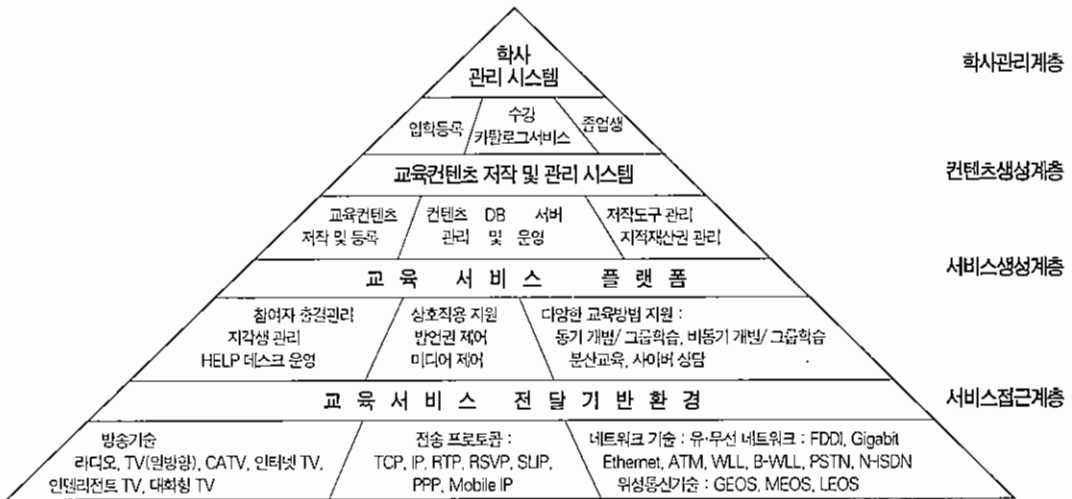 학사
관리 시스템
학사관리계층
입학등록
수강
카탈로그서비스
졸업생
교육컨텐츠 저작 및 관리 시스템
컨텐츠생성계층
교육컨텐츠
저작 및 등록
컨텐츠 DB 서버
관리 및 운영
저작도구 관리
지적재산권 관리
교육 서비스 플랫폼
서비스생성계층
참여자 출결관리
지각생 관리
HELP 데스크 운영
상호작용 지원
발언권 제어
미디어 제어
다양한 교육방법 지원 :
동기 개별/ 그룹학습, 비동기 개별/ 그룹학습
분산교육, 사이버 상담
교육서비스 전달기반환경
서비스접근계층
방송기술
라디오, TV(일방향), CATV, 인터넷 TV,
인텔리전트 TV, 대화형 TV
전송 프로토콜 :
TCP, IP, RTP, RSVP, SLIP,
PPP, Mobile IP
네트워크 기술 : 유·무선 네트워크 : FDDI, Gigabit
Ethernet, ATM, WLL, B-WLL, PSTN, N-ISDN
위성통신기술 : GEOS, MEOS, LEOS